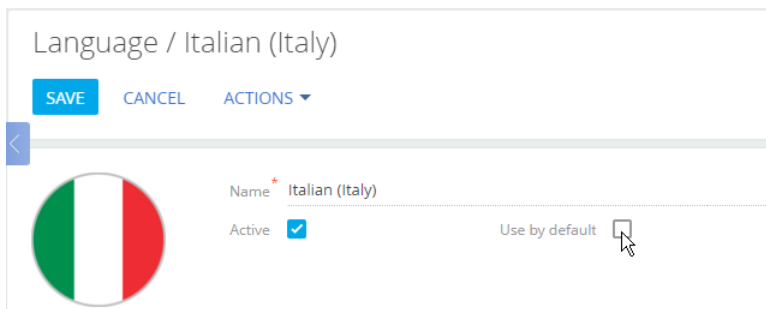 Language / Italian (Italy)
SAVE CANCEL ACTIONS
Name* Italian (Italy)
Active Use by default